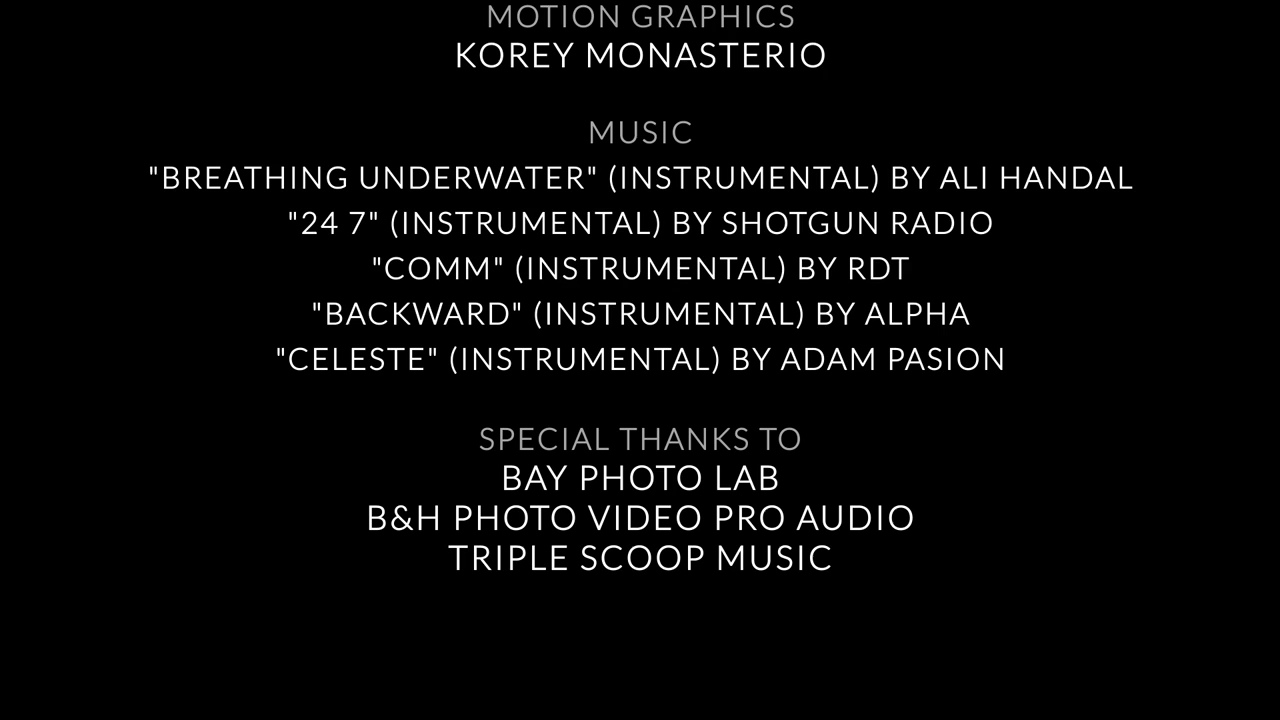 MOTION GRAPHICS
KOREY MONASTERIO
MUSIC
"BREATHING UNDERWATER" (INSTRUMENTAL) BY ALI HANDAL
"24 7" (INSTRUMENTAL) BY SHOTGUN RADIO
"COMM" (INSTRUMENTAL) BY RDT
"BACKWARD" (INSTRUMENTAL) BY ALPHA
"CELESTE" (INSTRUMENTAL) BY ADAM PASION
SPECIAL THANKS TO
BAY PHOTO LAB
B&H PHOTO VIDEO PRO AUDIO
TRIPLE SCOOP MUSIC